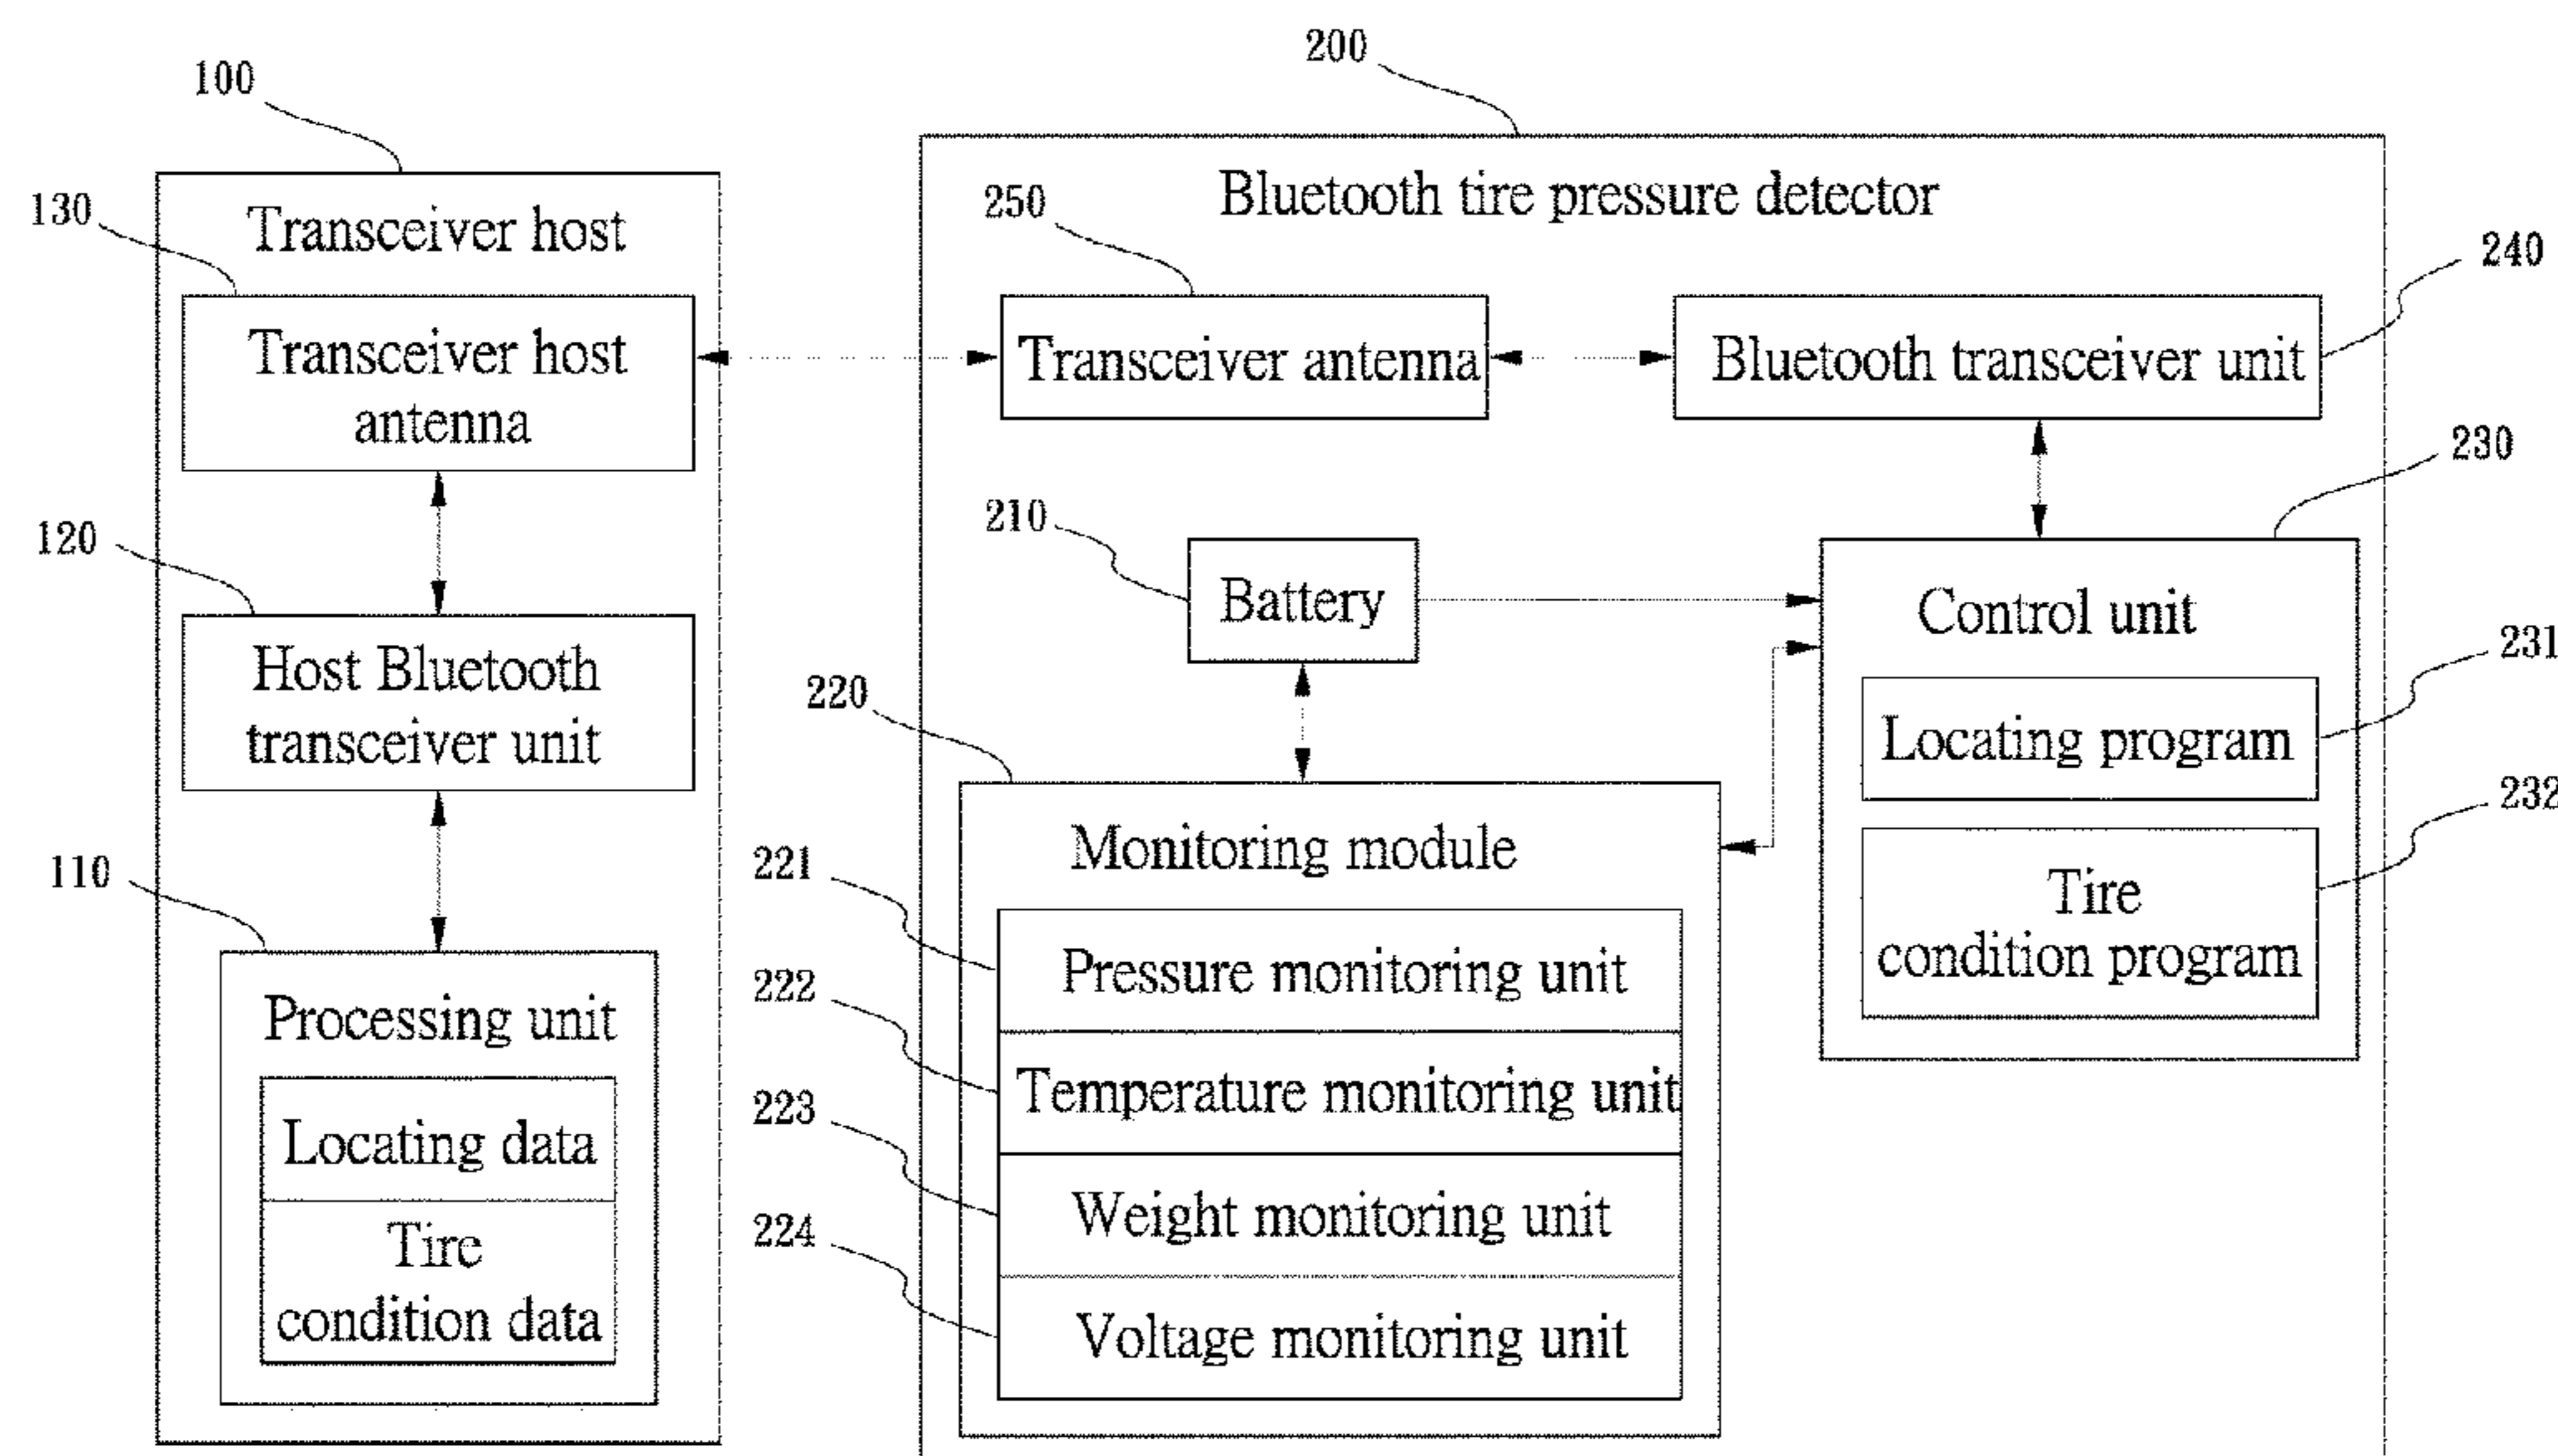 200
100
Bluetooth tire pressure detector
130
Transceiver host
250
240
Transceiver host
antenna
Transceiver antenna
Bluetooth transceiver unit
230
210
120
Battery
Control unit
231
Host Bluetooth
transceiver unit
220
Locating program
232
Monitoring module
221
110
Tire
condition program
Pressure monitoring unit
222
Processing unit
Temperature monitoring unit
223
Locating data
Weight monitoring unit
224
Tire
condition data
Voltage monitoring unit